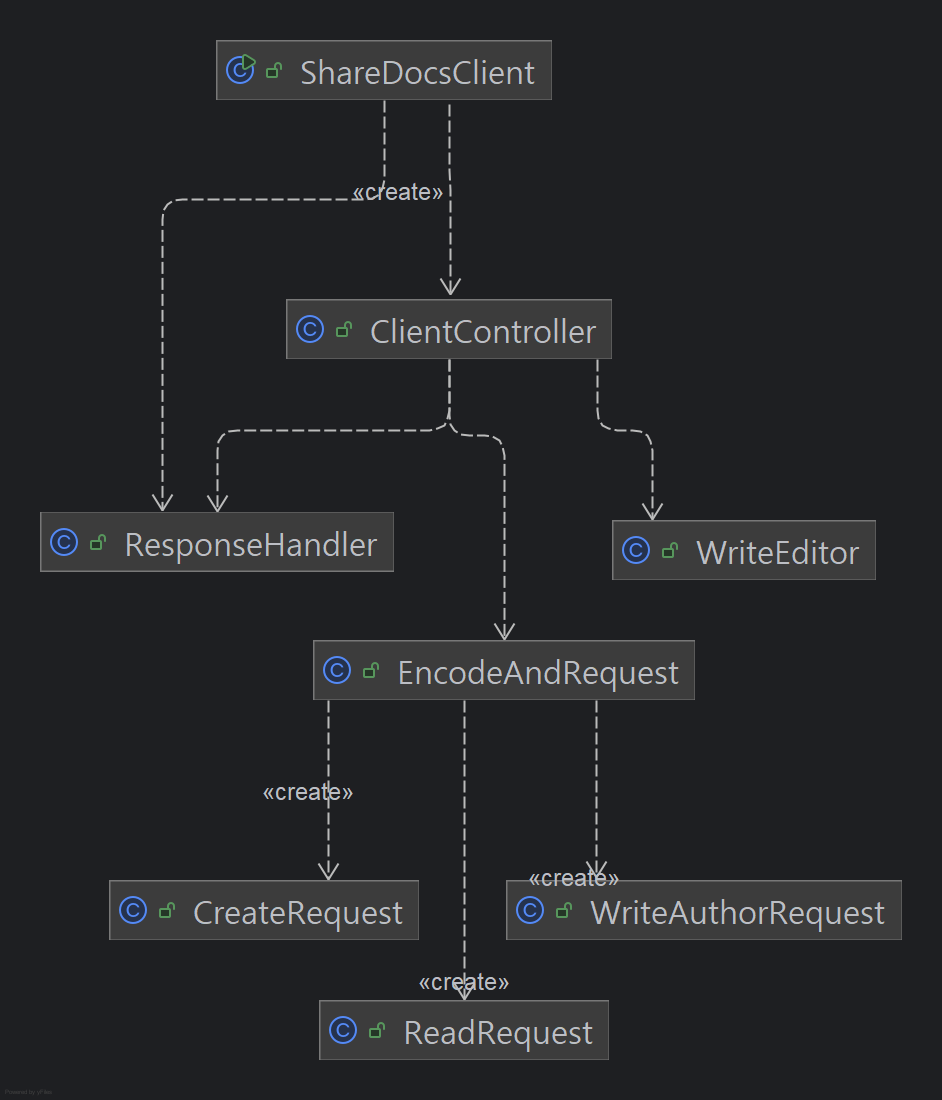 ShareDocsClient
«create»
ClientController
ResponseHandler
WriteEditor
EncodeAndRequest
«create»
«create»
CreateRequest
WriteAuthorRequest
«create»
ReadRequest
Powered by yFiles